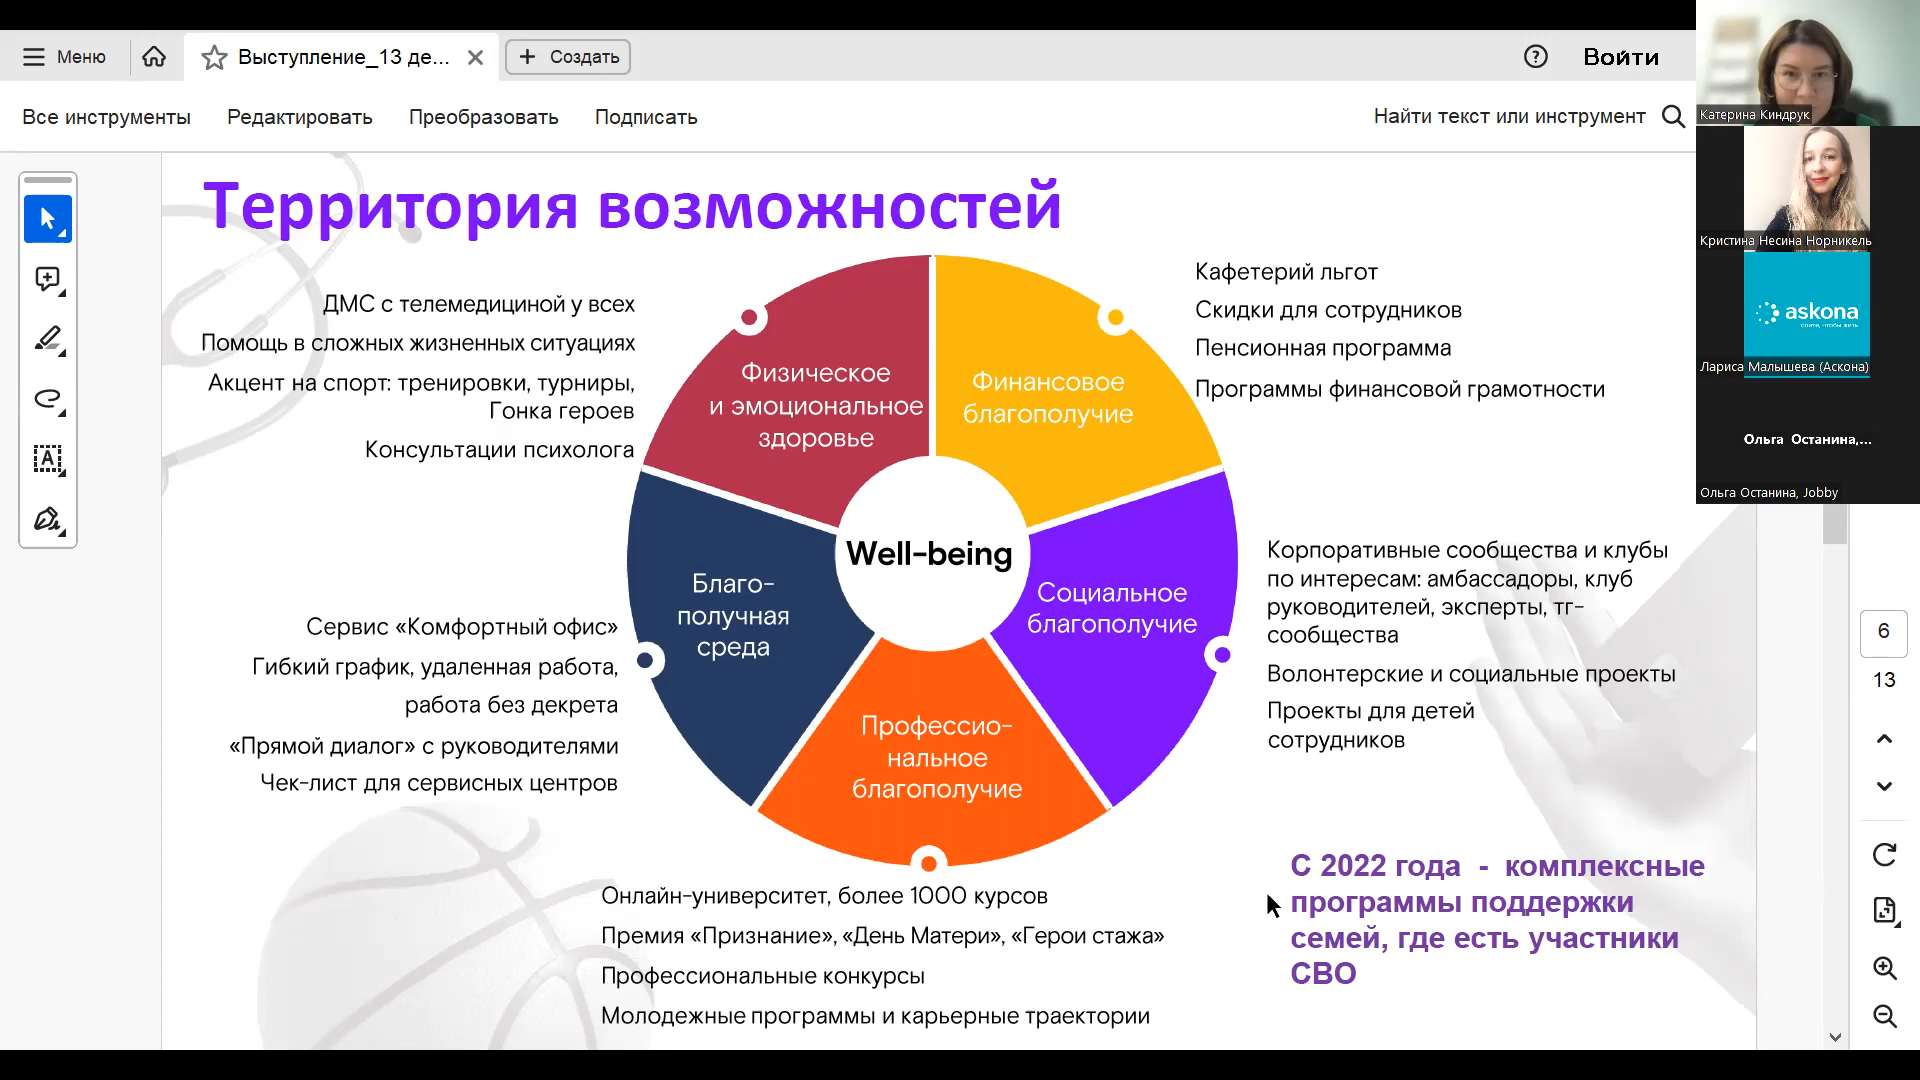 Меню
Выступление_13 де...
Создать
Войти
Все инструменты
Редактировать
Преобразовать
Подписать
Найти текст или инструмент
Территория возможностей
ДМС с телемедициной у всех
Помощь в сложных жизненных ситуациях
Акцент на спорт: тренировки, турниры,
Гонка героев
Консультации психолога
Физическое
и эмоциональное
здоровье
Финансовое
благополучие
Кафетерий льгот
Скидки для сотрудников
Пенсионная программа
Программы финансовой грамотности
Well-being
Благо-
получная
среда
Социальное
благополучие
Профессио-
нальное
благополучие
Сервис «Комфортный офис»
Гибкий график, удаленная работа,
работа без декрета
«Прямой диалог» с руководителями
Чек-лист для сервисных центров
Корпоративные сообщества и клубы
по интересам: амбассадоры, клуб
руководителей, эксперты, тг-
сообщества
Волонтерские и социальные проекты
Проекты для детей
сотрудников
Онлайн-университет, более 1000 курсов
Премия «Признание», «День Матери», «Герои стажа»
Профессиональные конкурсы
Молодежные программы и карьерные траектории
С 2022 года - комплексные
программы поддержки
семей, где есть участники
СВО
Катерина Киндрук
Кристина Несина Норникель
askona
спите, чтобы жить
Лариса Малышева (Аскона)
Ольга Останина,...
Ольга Останина, Jobby
6
13